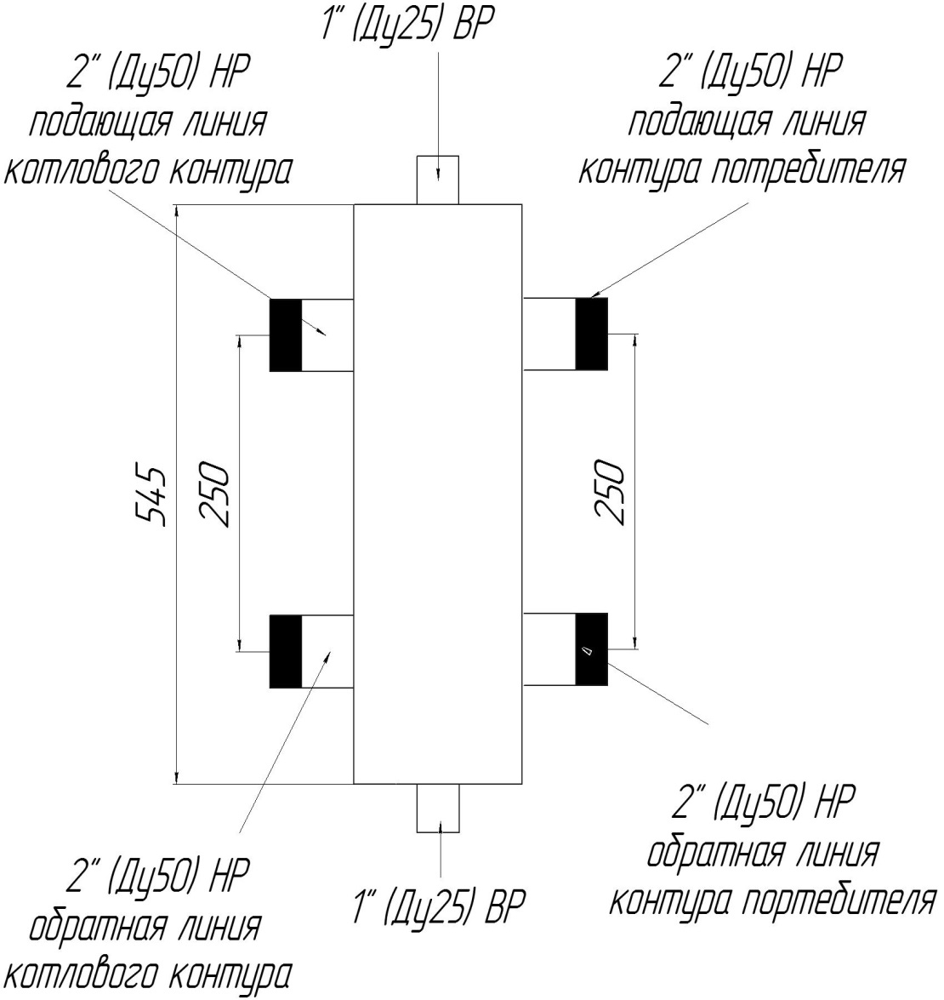 1" (Ду25) ВР
2" (Ду50) НР
подающая линия
котлового контура
2" (Ду50) НР
подающая линия
контура потребителя
545
250
250
2" (Ду50) НР
обратная линия
котлового контура
1" (Ду25) ВР
2" (Ду50) НР
обратная линия
контура портебителя